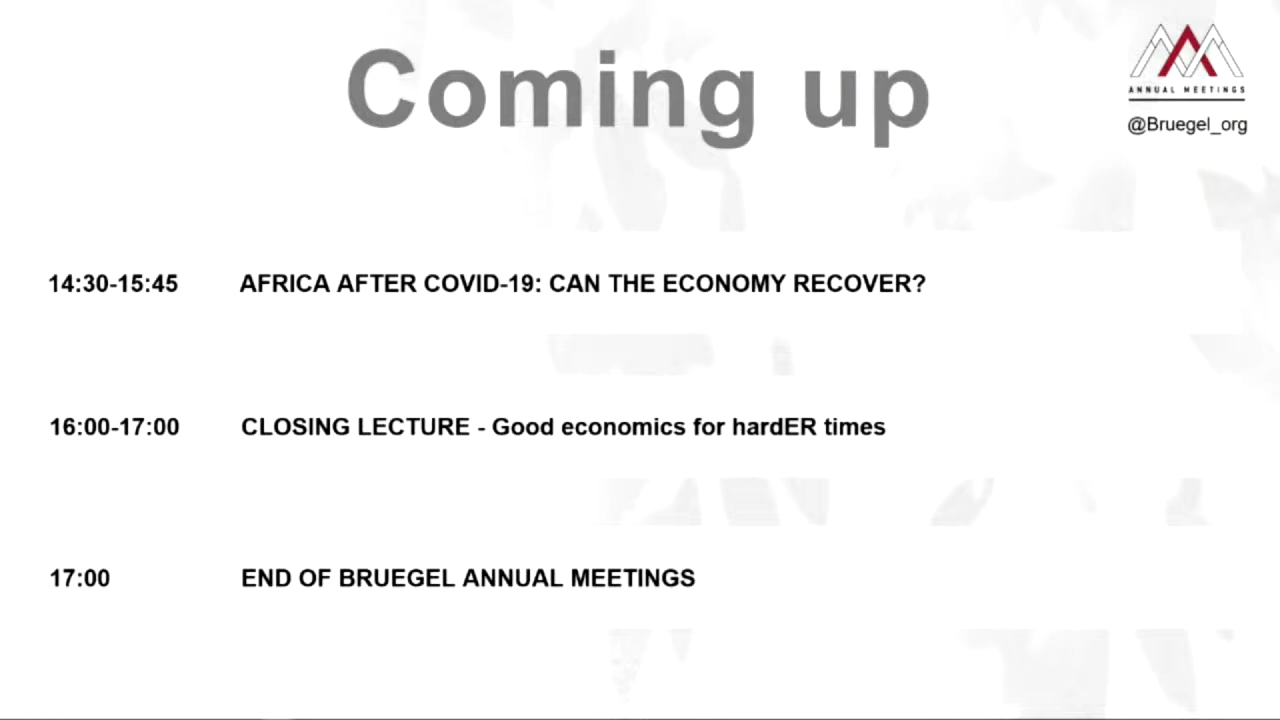 Coming up
ANNUAL MEETINGS
@Bruegel_org
14:30-15:45 AFRICA AFTER COVID-19: CAN THE ECONOMY RECOVER?
16:00-17:00 CLOSING LECTURE - Good economics for hardER times
17:00 END OF BRUEGEL ANNUAL MEETINGS